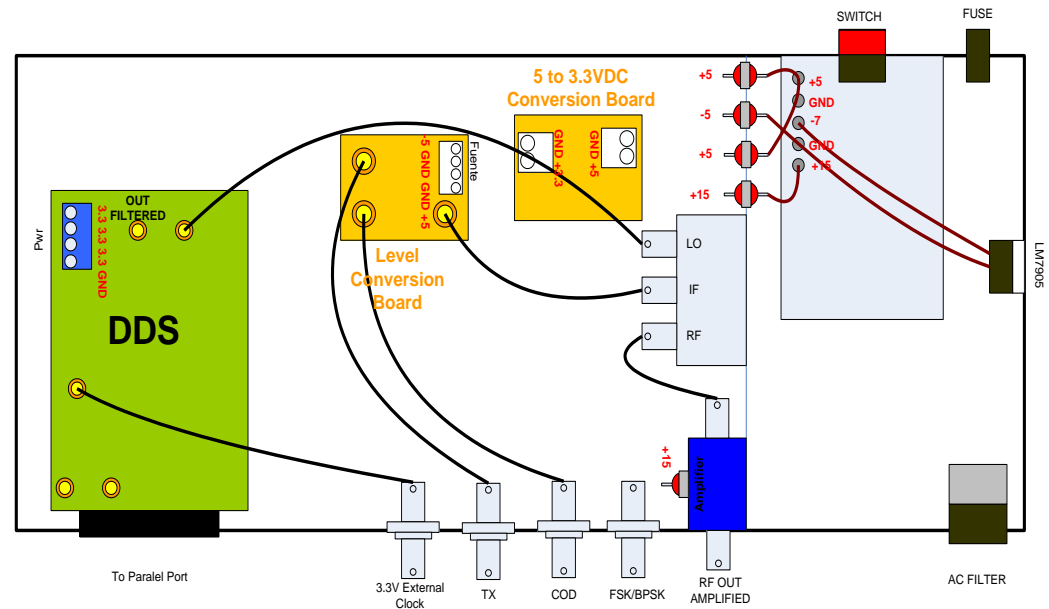 SWITCH
FUSE
5 to 3.3VDC
Conversion Board
+5
-5
+5
+15
+5
GND
-7
GND
+15
GND +3.3
GND +5
-5 GND GND +5
Fuente
Level
Conversion
Board
OUT
FILTERED
Pwr
3.3 3.3 3.3 GND
DDS
LO
IF
RF
LM7905
+15
Amplifier
To Paralel Port
3.3V External
Clock
TX
COD
FSK/BPSK
RF OUT
AMPLIFIED
AC FILTER